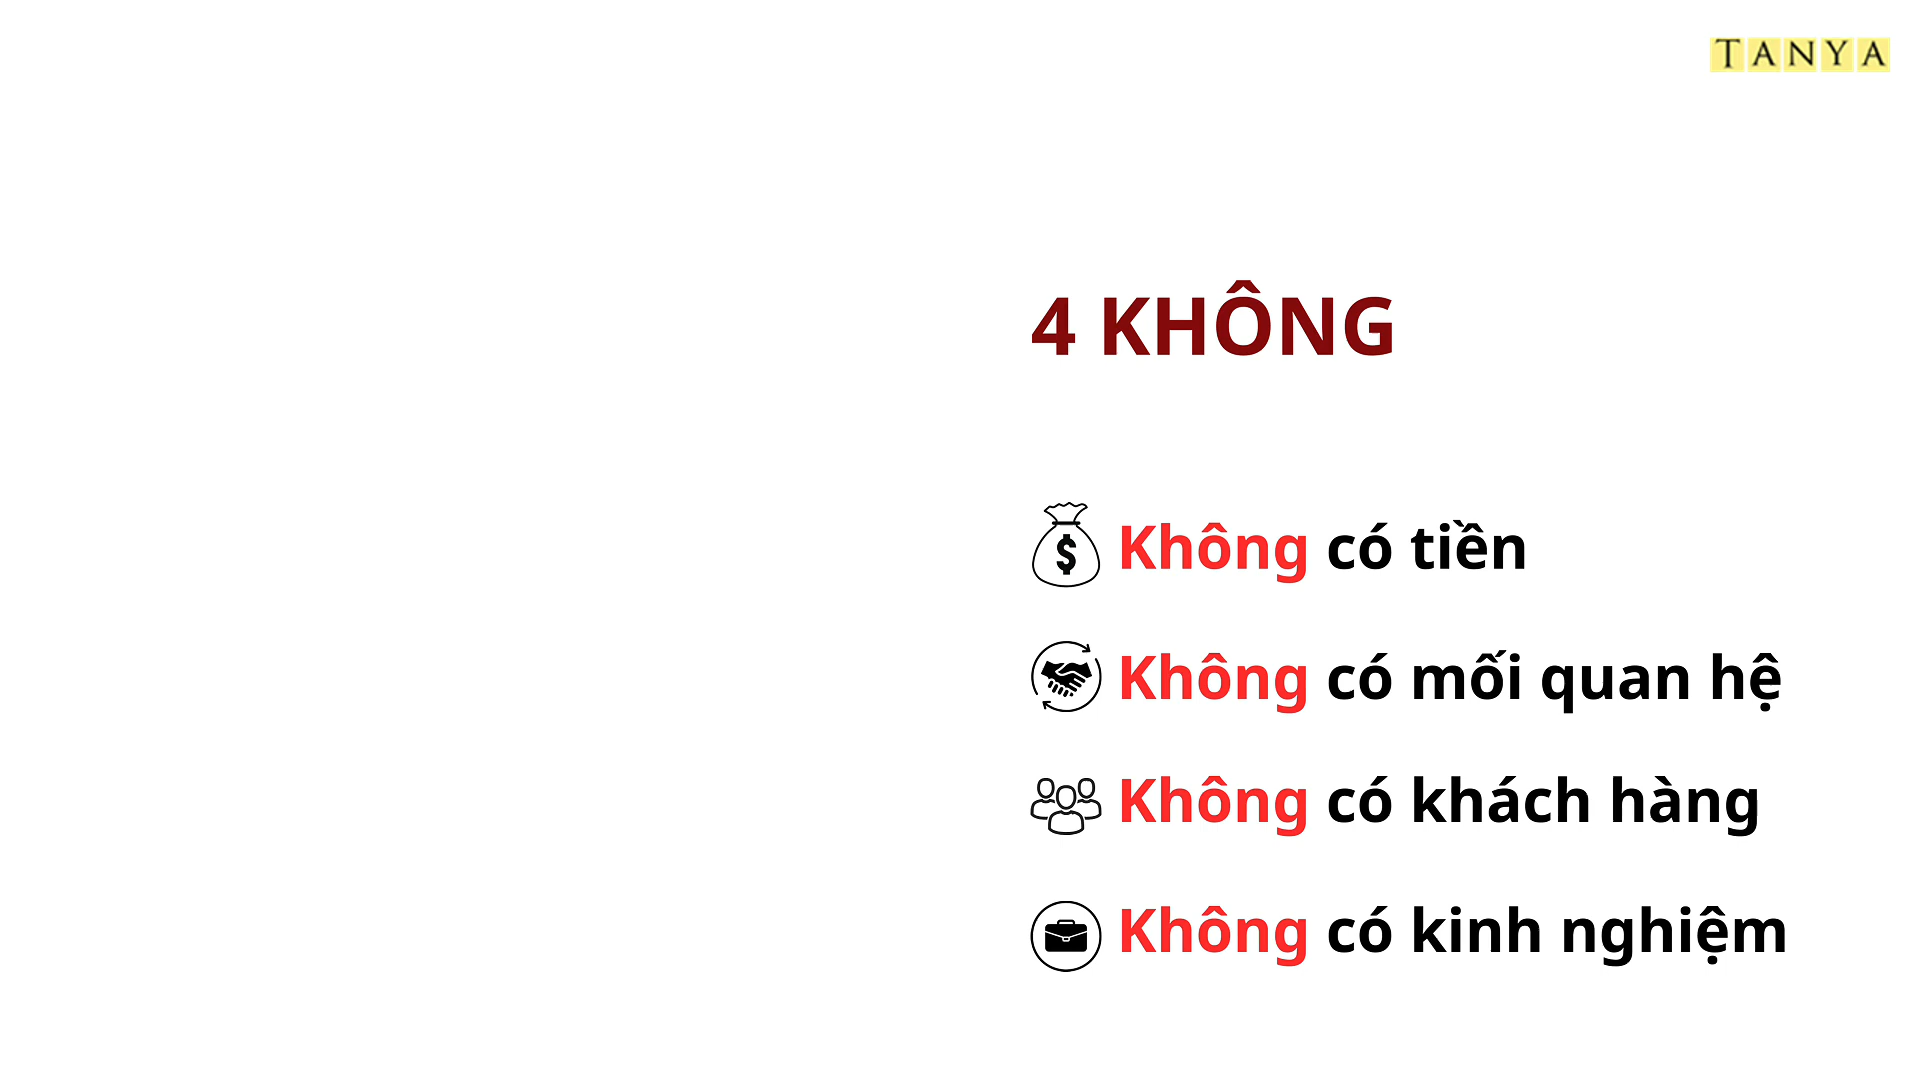 TANYA
4 KHÔNG
Không có tiền
Không có mối quan hệ
Không có khách hàng
Không có kinh nghiệm